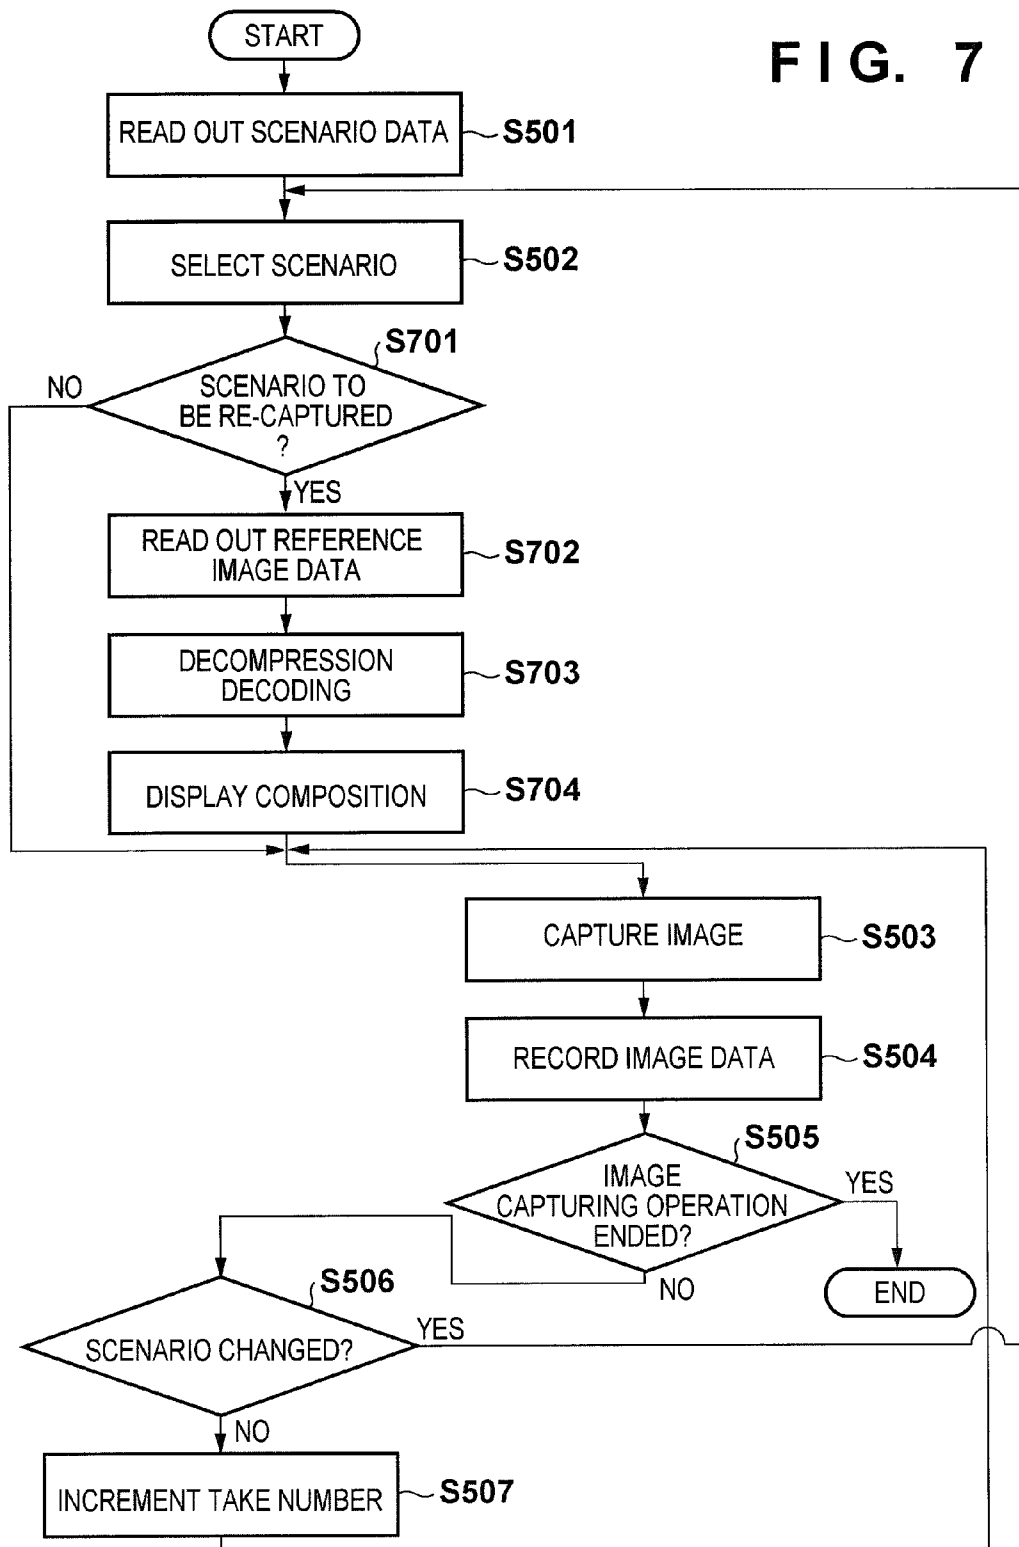 START
FIG. 7
READ OUT SCENARIO DATA
S501
SELECT SCENARIO
S502
S701
NO
SCENARIO TO
BE RE-CAPTURED
?
YES
READ OUT REFERENCE
IMAGE DATA
S702
DECOMPRESSION
DECODING
S703
DISPLAY COMPOSITION
S704
CAPTURE IMAGE
S503
RECORD IMAGE DATA
S504
S505
IMAGE
CAPTURING OPERATION
ENDED?
YES
NO
END
S506
SCENARIO CHANGED?
YES
NO
INCREMENT TAKE NUMBER
S507